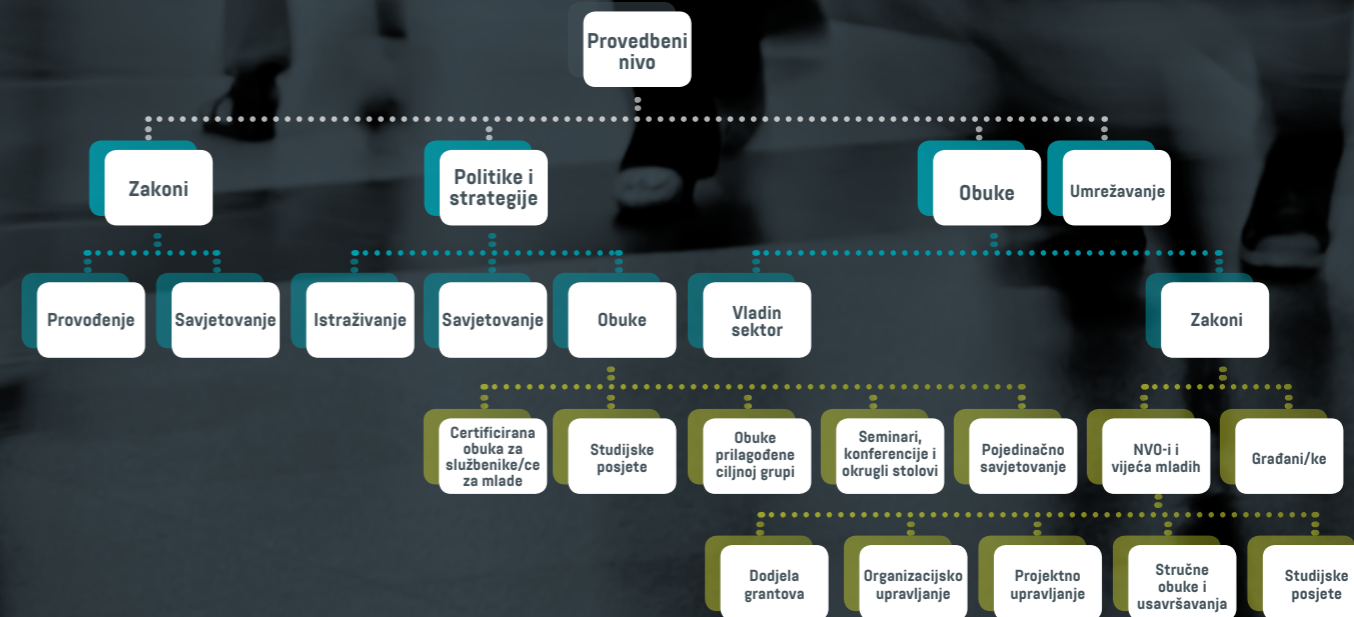 Provedbeni
nivo
Zakoni
Politike i
strategije
Obuke
Umrežavanje
Provođenje
Savjetovanje
Istraživanje
Savjetovanje
Obuke
Vladin
sektor
Zakoni
Certificirana
obuka za
službenike/ce
za mlade
Studijske
posjete
Obuke
prilagođene
ciljnoj grupi
Seminari,
konferencije i
okrugli stolovi
Pojedinačno
savjetovanje
NVO-i i
vijeća mladih
Građani/ke
Dodjela
grantova
Organizacijsko
upravljanje
Projektno
upravljanje
Stručne
obuke i
usavršavanja
Studijske
posjete